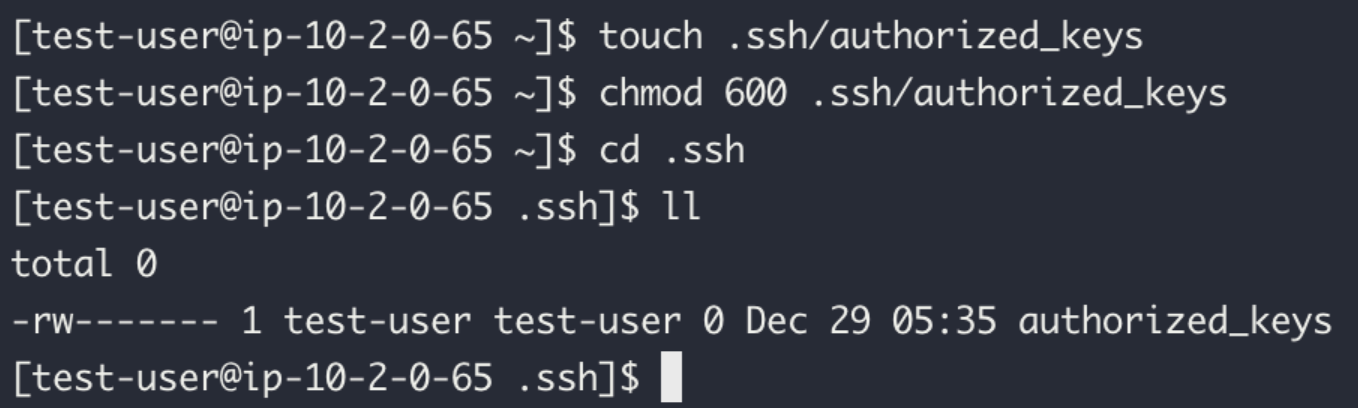 [test-user@ip-10-2-0-65 ~]$ touch .ssh/authorized_keys
[test-user@ip-10-2-0-65 ~]$ chmod 600 .ssh/authorized_keys
[test-user@ip-10-2-0-65 ~]$ cd .ssh
[test-user@ip-10-2-0-65 .ssh]$ ll
total 0
-rw------- 1 test-user test-user 0 Dec 29 05:35 authorized_keys
[test-user@ip-10-2-0-65 .ssh]$